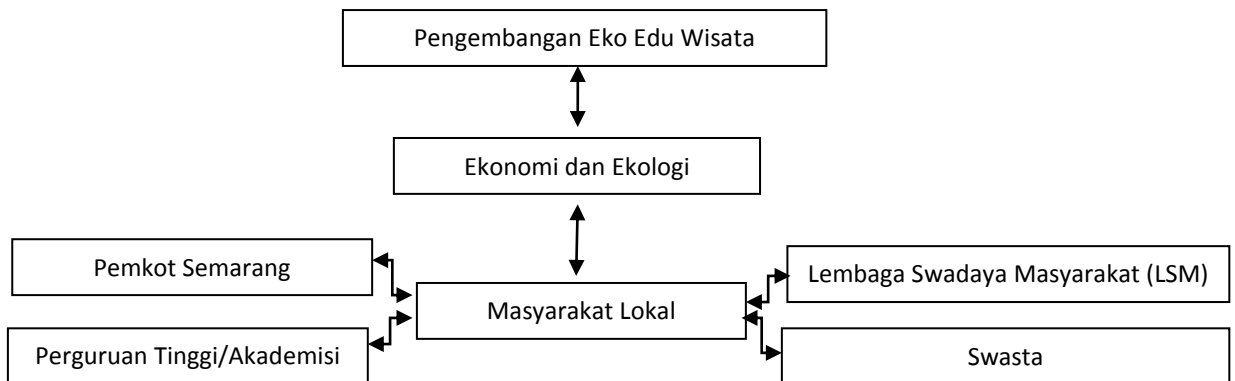 Pengembangan Eko Edu Wisata
Ekonomi dan Ekologi
Pemkot Semarang
Lembaga Swadaya Masyarakat (LSM)
Masyarakat Lokal
Perguruan Tinggi/Akademisi
Swasta